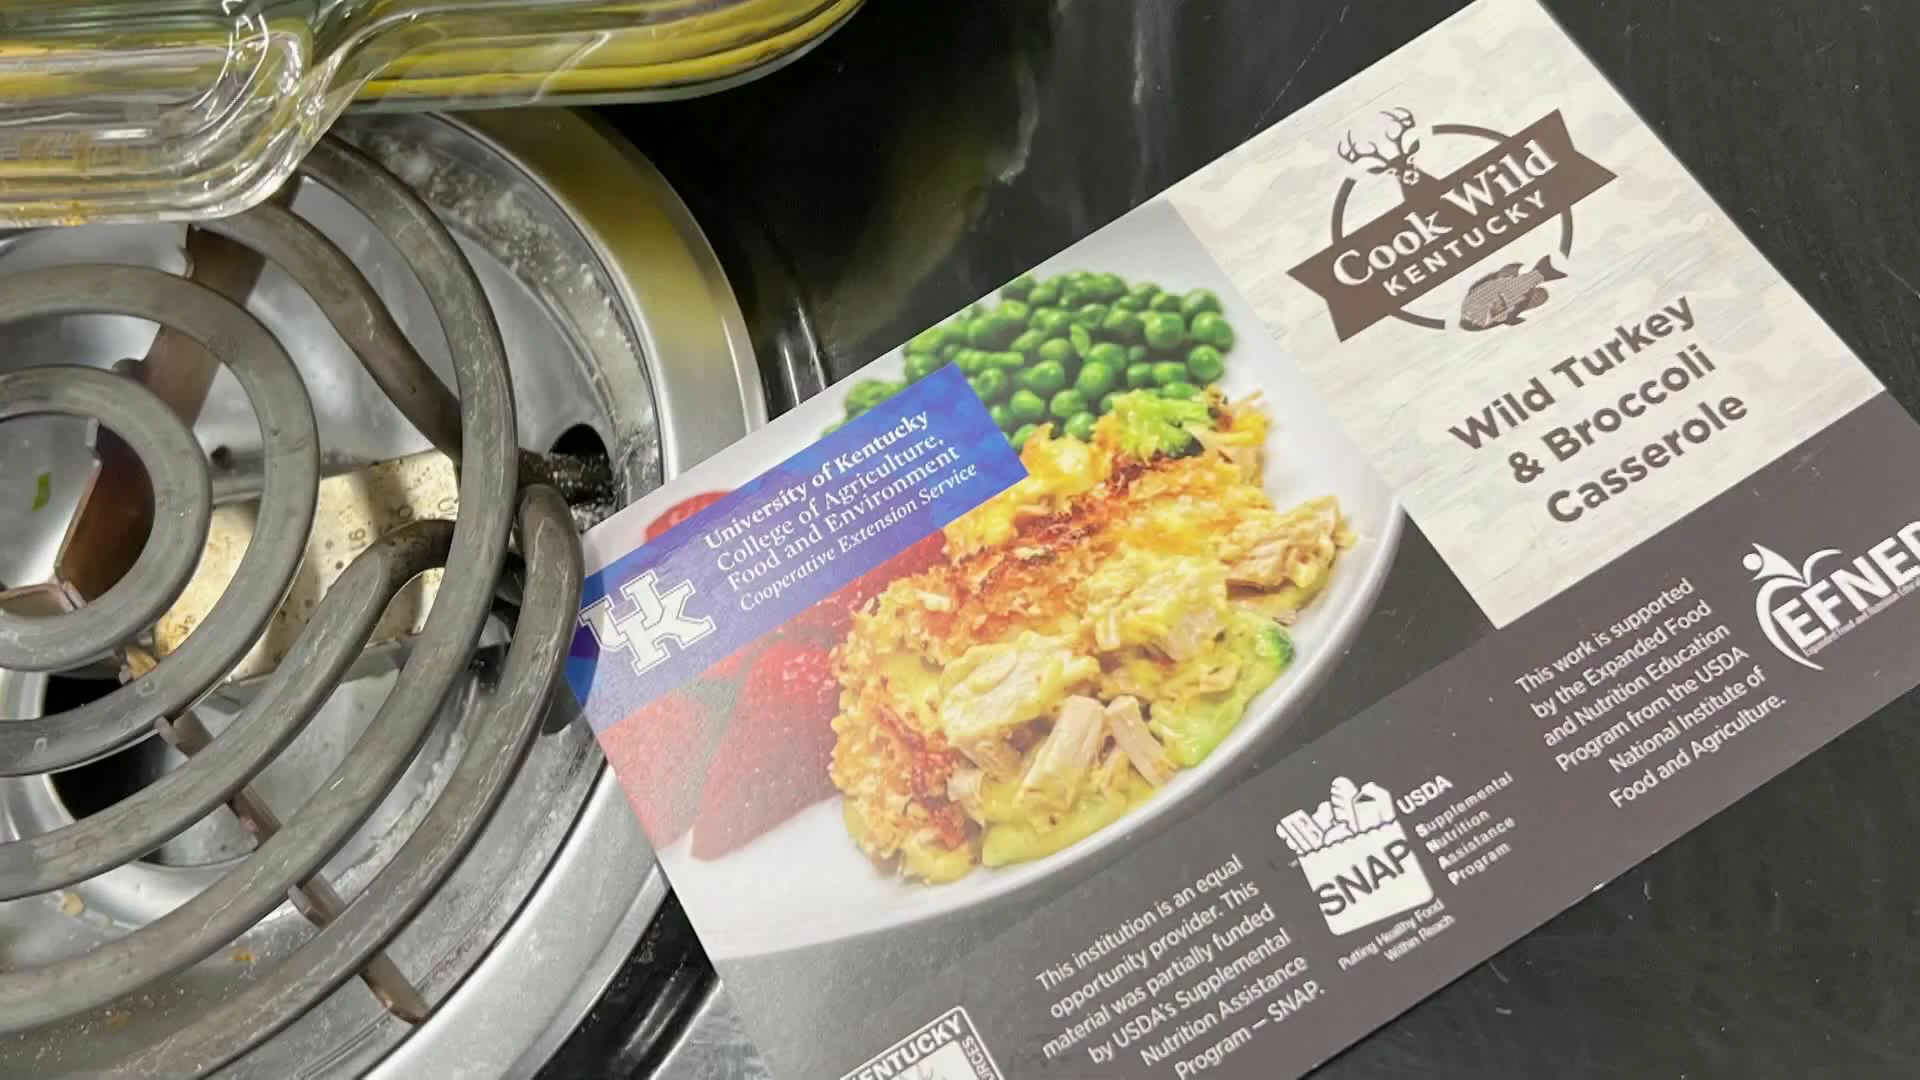 Cook Wild
KENTUCKY
Wild Turkey
& Broccoli
Casserole
University of Kentucky
College of Agriculture,
Food and Environment
Cooperative Extension Service
UK
This work is supported
by the Expanded Food
and Nutrition Education
Program from the USDA
National Institute of
Food and Agriculture.
EFNEP
USDA
Supplemental
Nutrition
Assistance
Program
SNAP
Putting Healthy Food
Within Reach
This institution is an equal
opportunity provider. This
material was partially funded
by USDA's Supplemental
Nutrition Assistance
Program — SNAP.
KENTUCKY